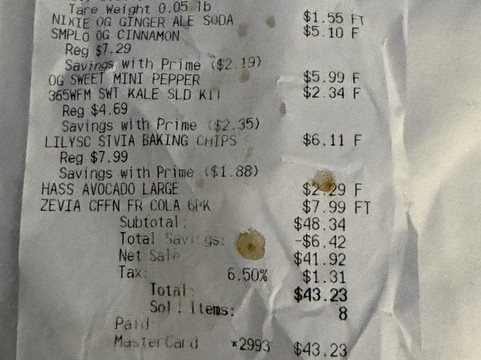 Tare Weight 0.05 lb
NIXIE OG GINGER ALE SODA $1.55 FT
SMPLO OG CINNAMON $5.10 F
Reg $7.29
Savings with Prime ($2.19)
OG SWEET MINI PEPPER $5.99 F
365WFM SWT KALE SLD KIT $2.34 F
Reg $4.69
Savings with Prime ($2.35)
LILYSC STVIA BAKING CHIPS $6.11 F
Reg $7.99
Savings with Prime ($1.88)
HASS AVOCADO LARGE $2.29 F
ZEVIA CFFN FR COLA 6PK $7.99 FT
Subtotal: $48.34
Total Savings: -$6.42
Net Sale $41.92
Tax: 6.50% $1.31
Total: $43.23
Sold Items: 8
Paid
MasterCard *2993 $43.23